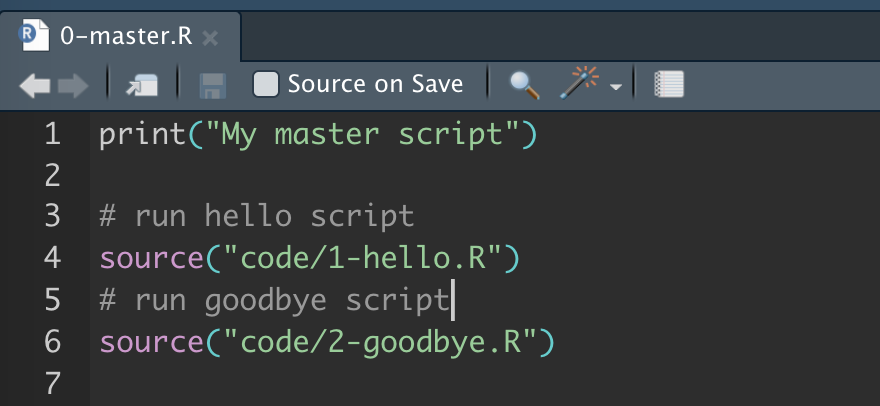 0-master.R
Source on Save
1 print("My master script")
2
3 # run hello script
4 source("code/1-hello.R")
5 # run goodbye script
6 source("code/2-goodbye.R")
7